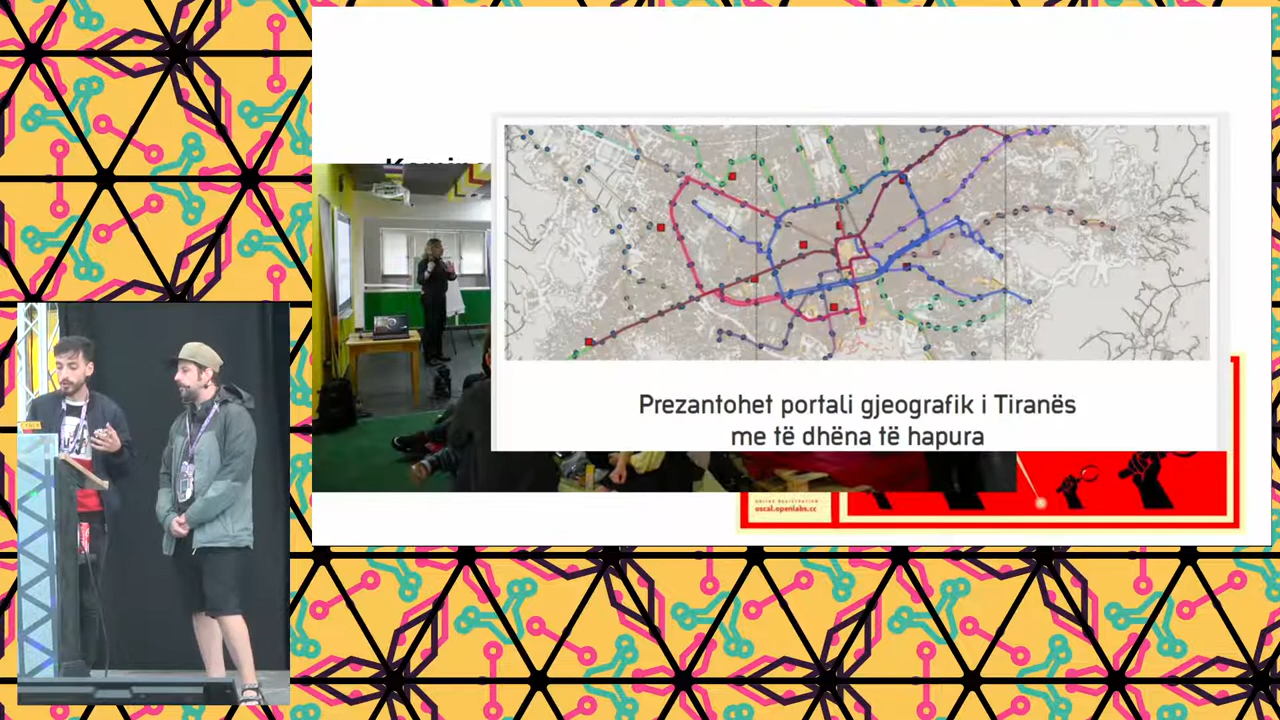 Prezantohet portali gjeografik i Tiranës
me të dhëna të hapura
oscal.openlabs.cc